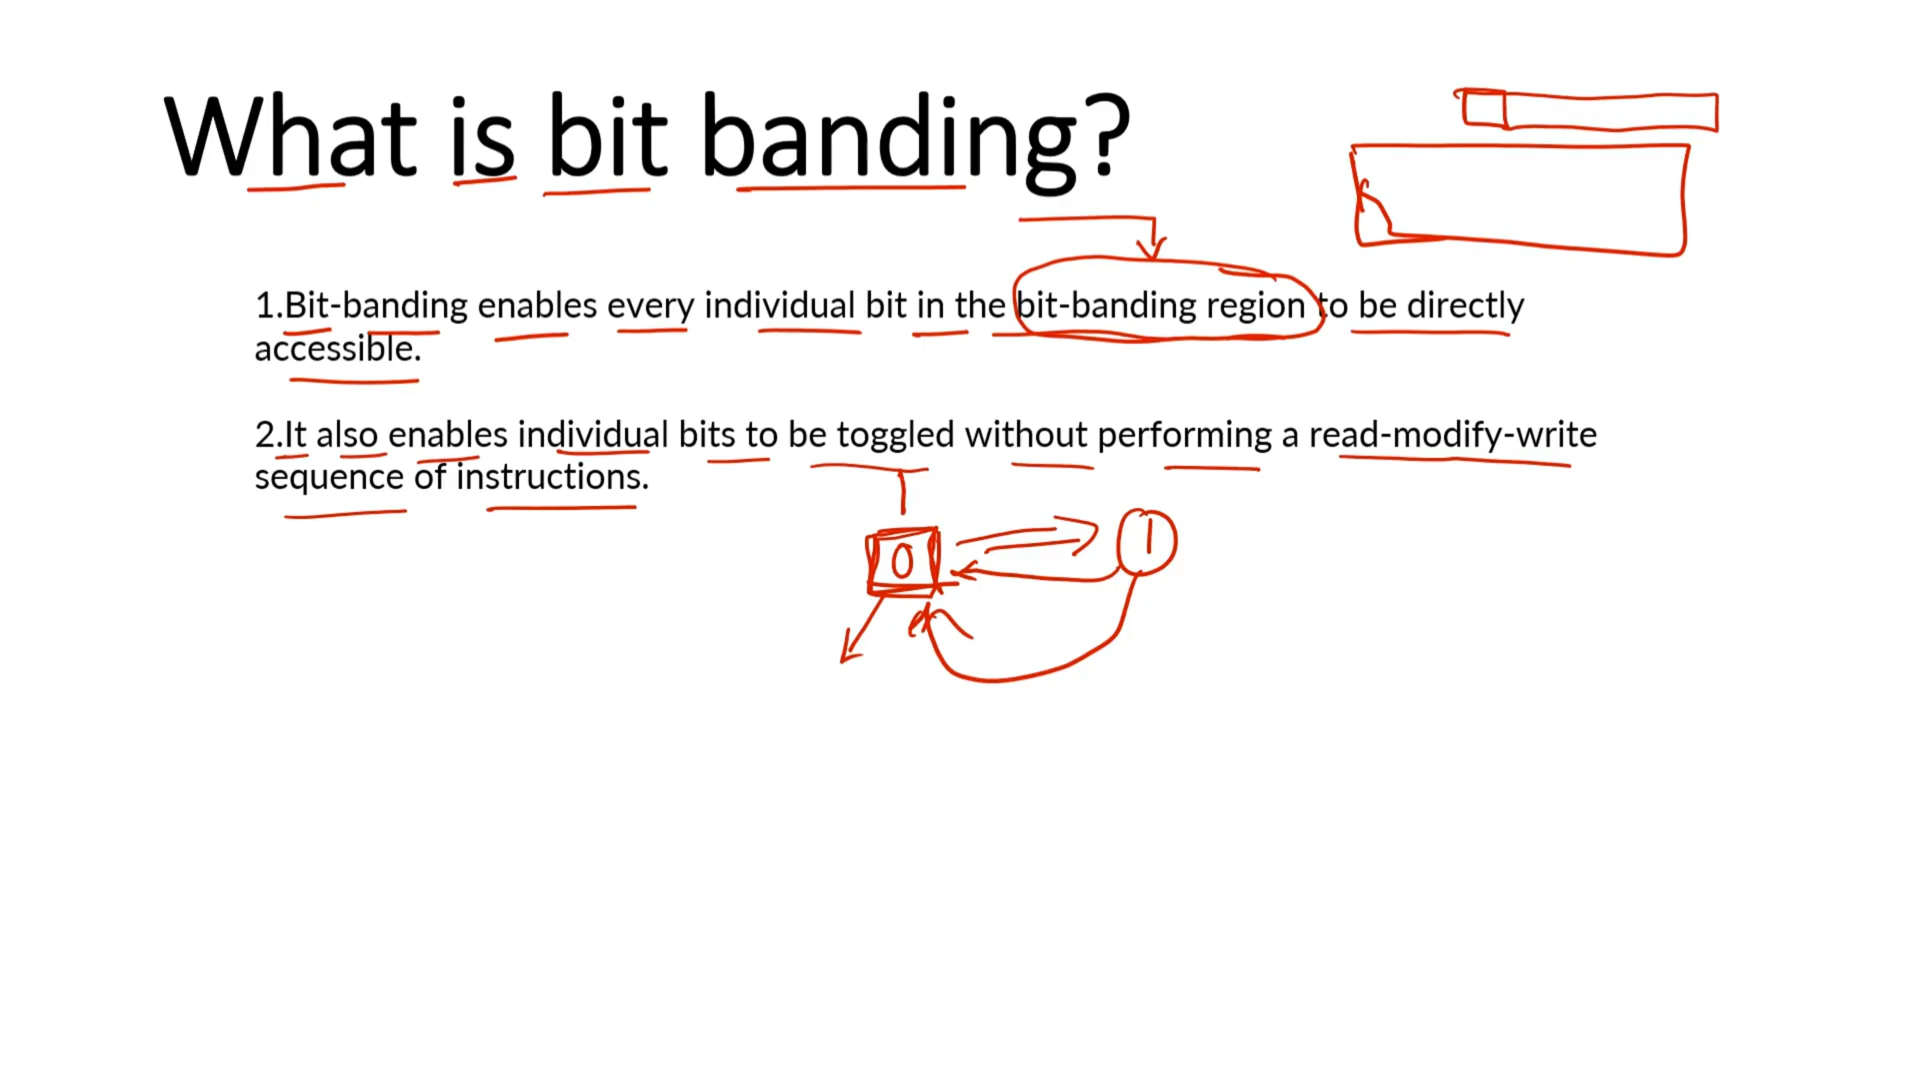 What is bit banding?
1.Bit-banding enables every individual bit in the bit-banding region to be directly
accessible.
2.It also enables individual bits to be toggled without performing a read-modify-write
sequence of instructions.
0 1